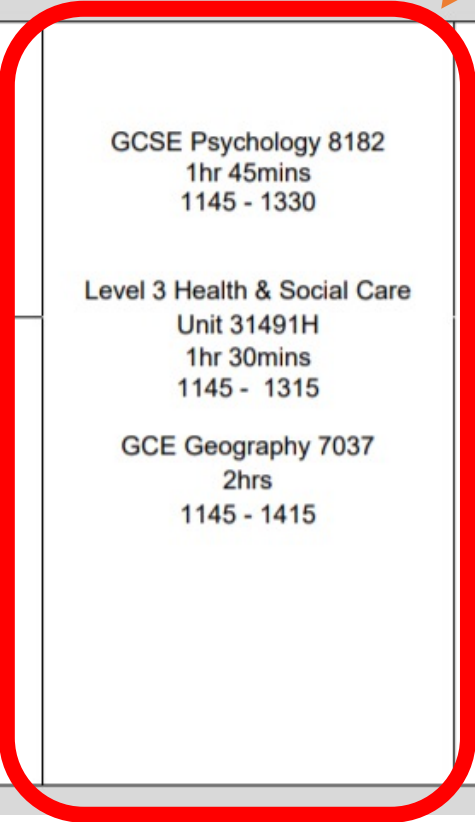 GCSE Psychology 8182
1hr 45mins
1145 - 1330
Level 3 Health & Social Care
Unit 31491H
1hr 30mins
1145 - 1315
GCE Geography 7037
2hrs
1145 - 1415